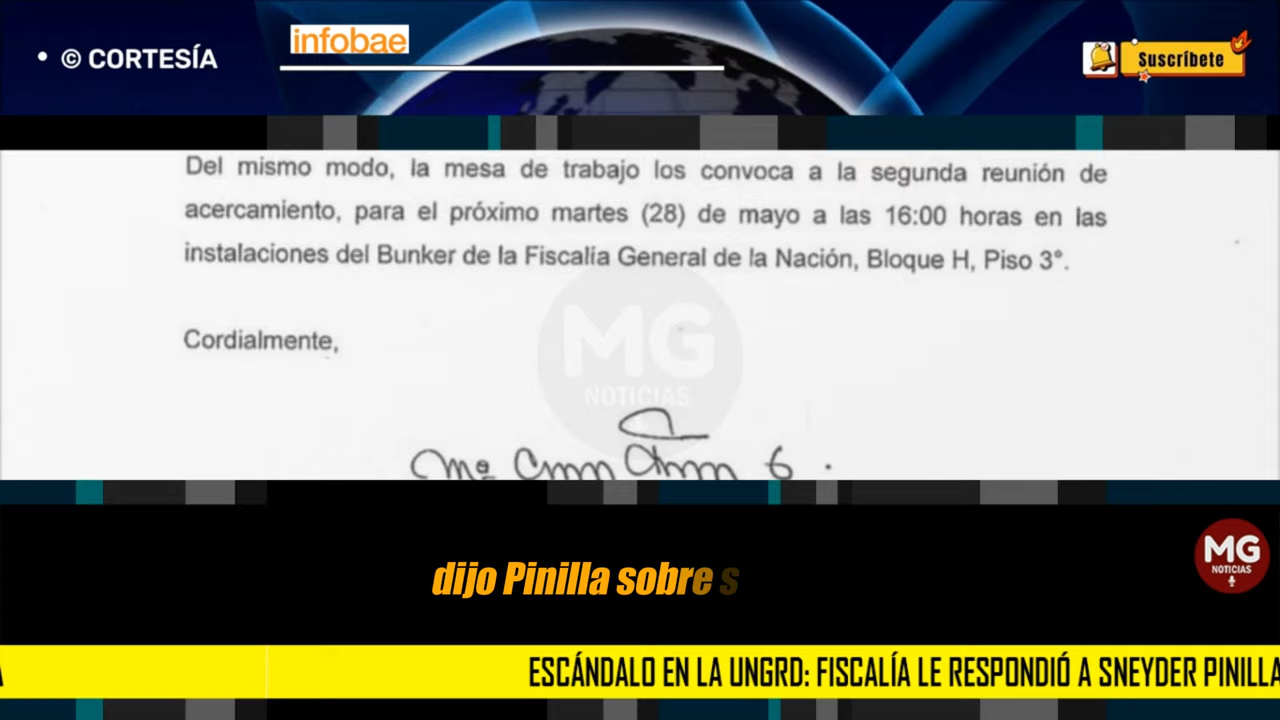 • © CORTESÍA
infobae
Suscríbete
Del mismo modo, la mesa de trabajo los convoca a la segunda reunión de
acercamiento, para el próximo martes (28) de mayo a las 16:00 horas en las
instalaciones del Bunker de la Fiscalía General de la Nación, Bloque H, Piso 3°.
MG
NOTICIAS
Cordialmente,
dijo Pinilla sobre s
MG
NOTICIAS
ESCÁNDALO EN LA UNGRD: FISCALÍA LE RESPONDIÓ A SNEYDER PINILLA